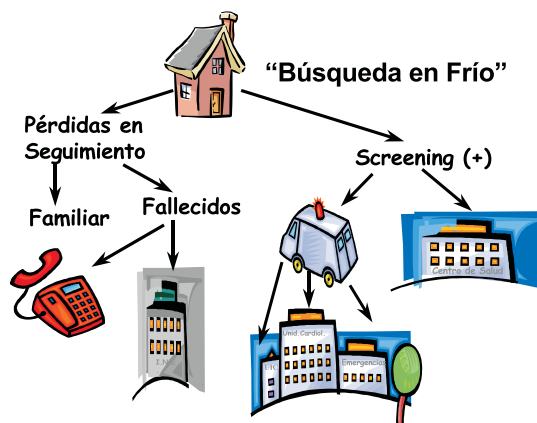 “Búsqueda en Frío”
Pérdidas en
Seguimiento
Screening (+)
Familiar
Fallecidos
Centro de Salud
Unid. Cardiol.
Emergencias